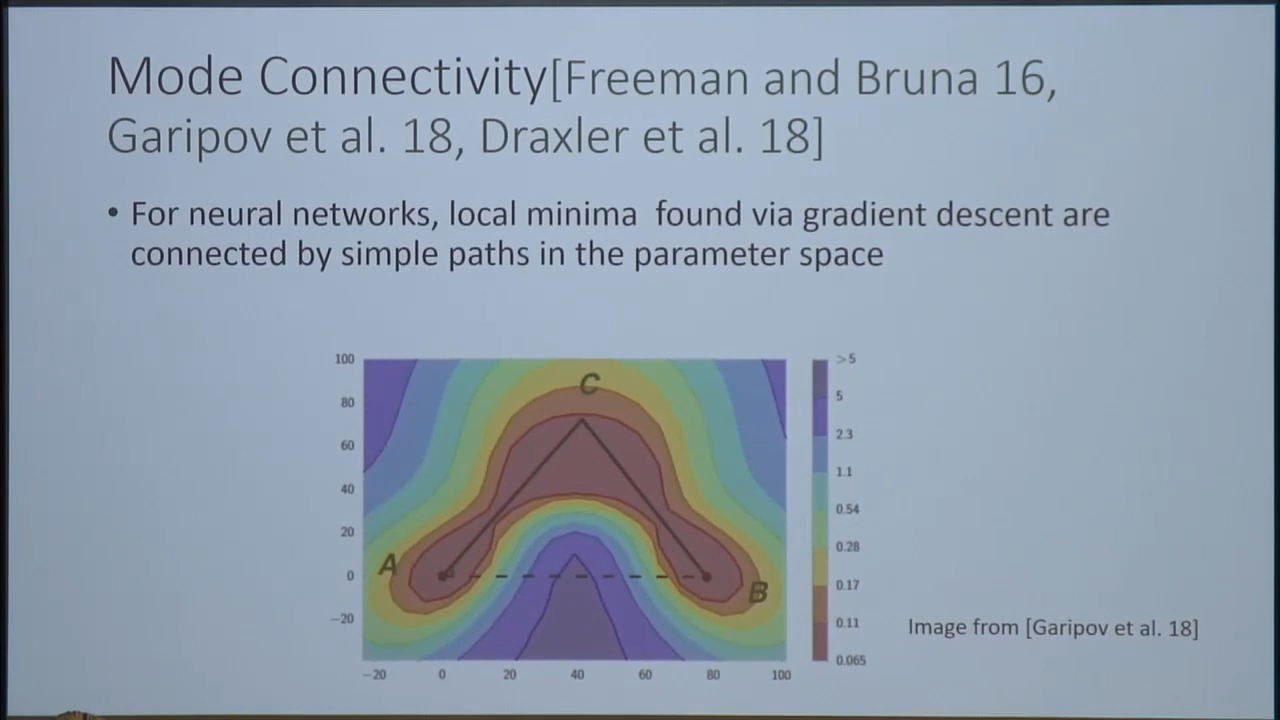 Mode Connectivity[Freeman and Bruna 16,
Garipov et al. 18, Draxler et al. 18]
• For neural networks, local minima found via gradient descent are
connected by simple paths in the parameter space
100
80
60
40
20
0
−20
−20
0
20
40
60
80
100
A
C
B
>5
5
2.3
1.1
0.54
0.28
0.17
0.11
0.065
Image from [Garipov et al. 18]